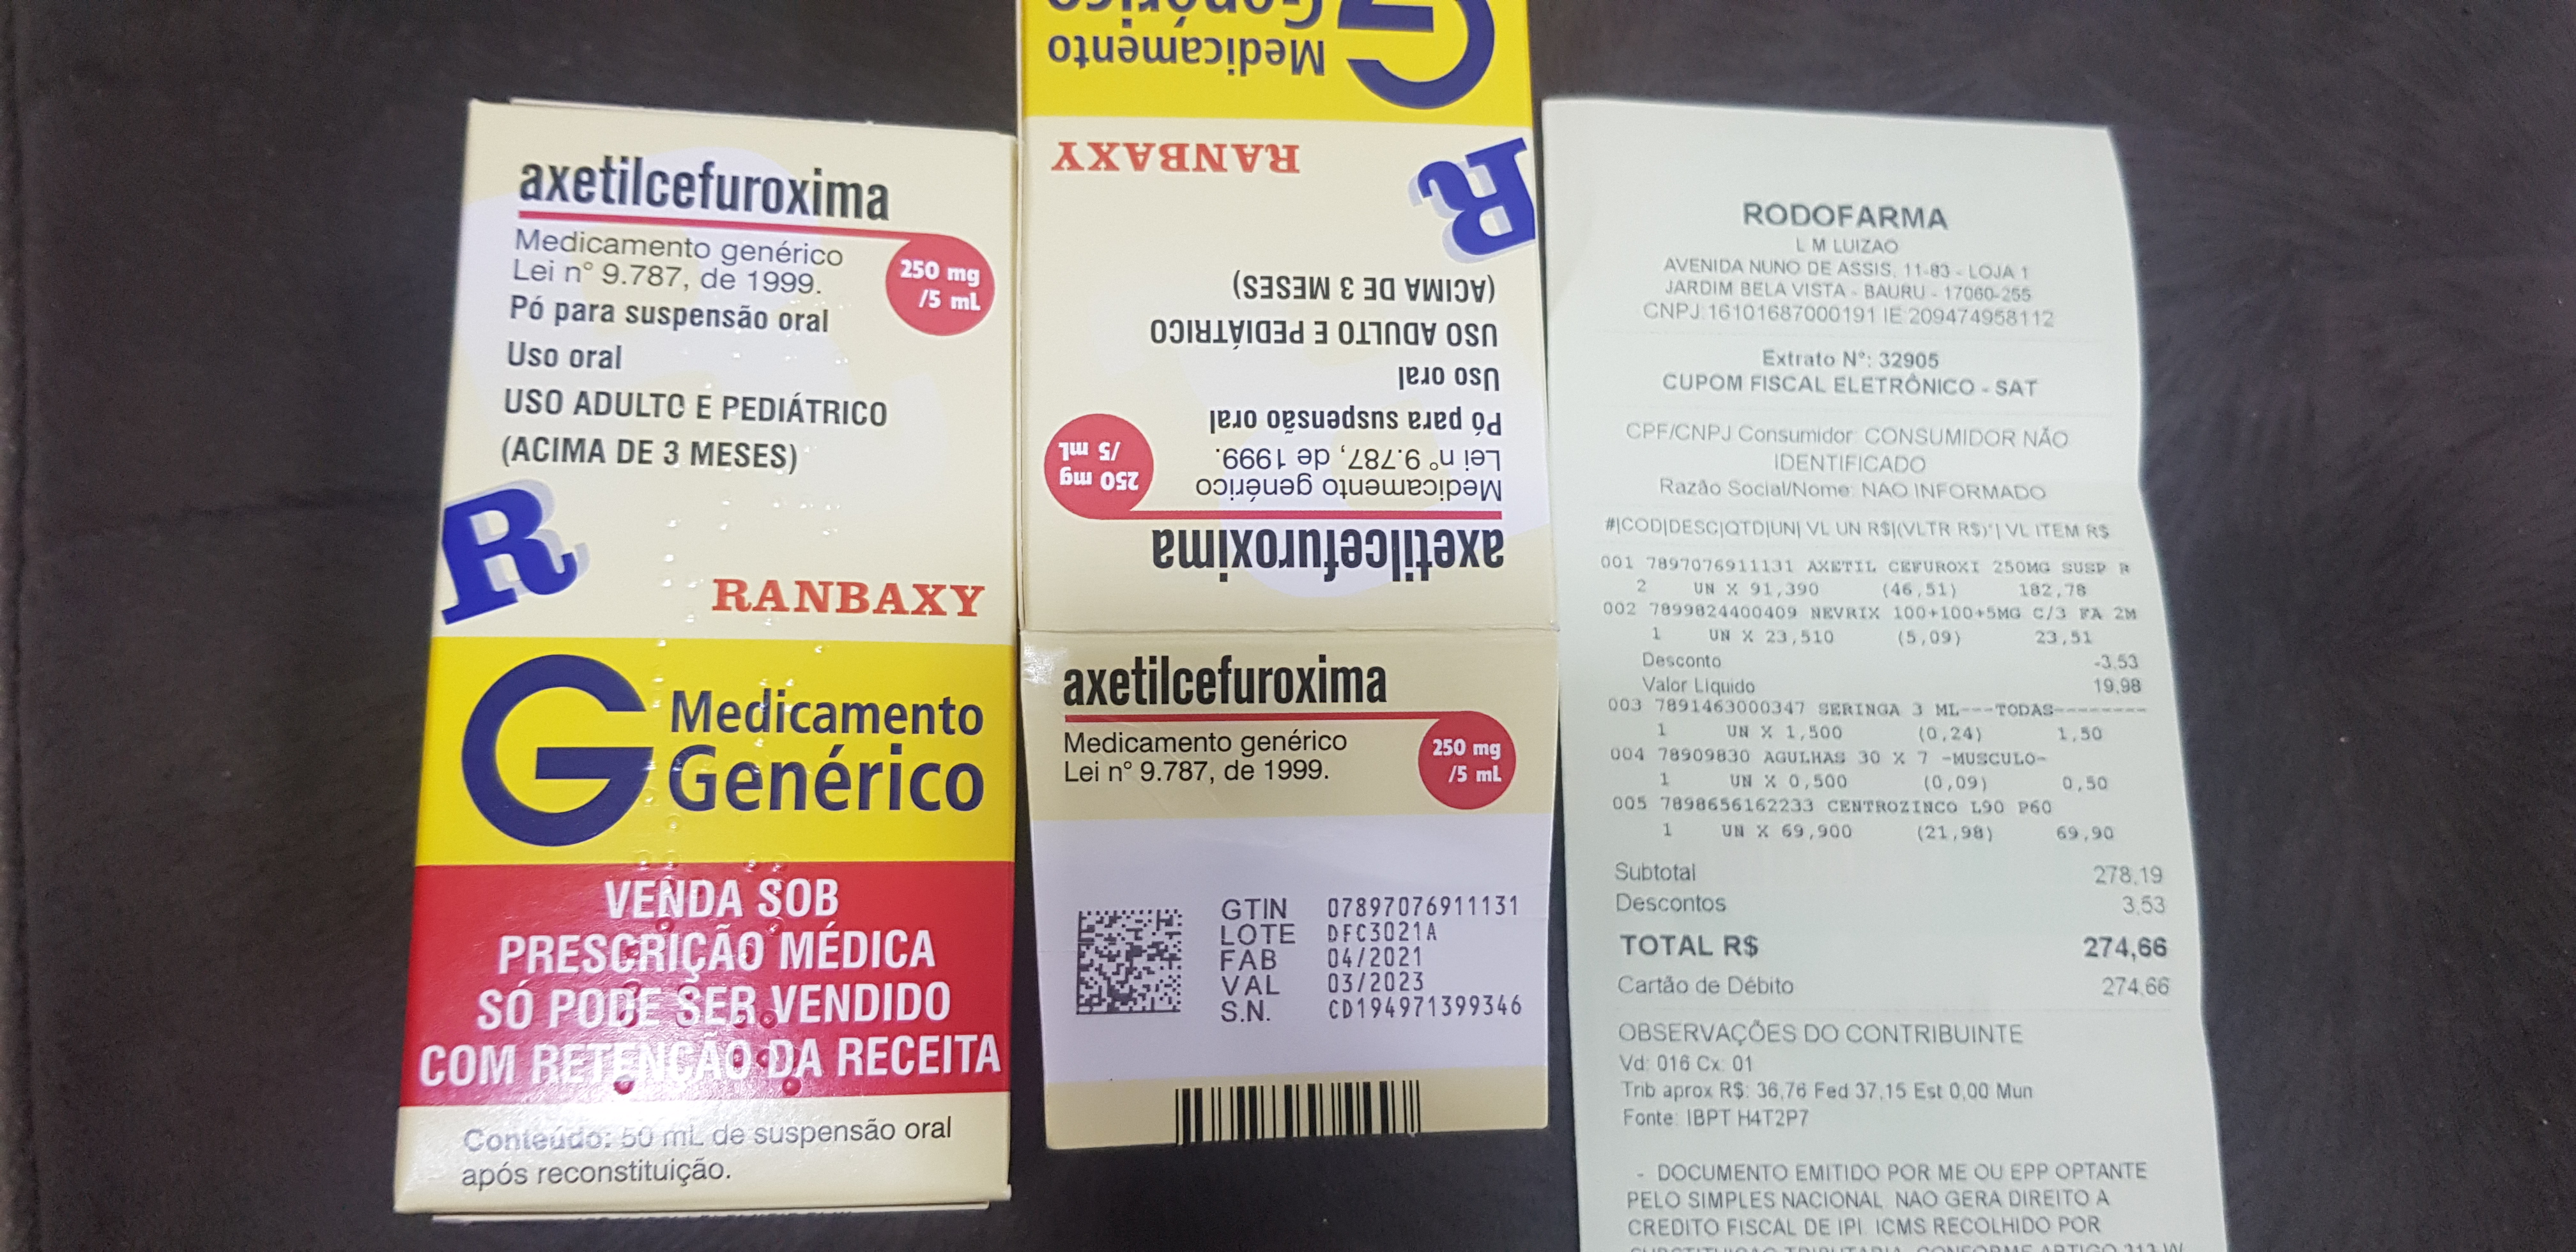 axetilcefuroxima
Medicamento genérico
Lei n° 9.787, de 1999.
250 mg
/5 mL
Pó para suspensão oral
Uso oral
USO ADULTO E PEDIÁTRICO
(ACIMA DE 3 MESES)
R
RANBAXY
G Medicamento
Genérico
VENDA SOB
PRESCRIÇÃO MÉDICA
SÓ PODE SER VENDIDO
COM RETENÇÃO DA RECEITA
Conteúdo: 50 mL de suspensão oral
após reconstituição.
axetilcefuroxima
Medicamento genérico
Lei n° 9.787, de 1999.
250 mg
/5 mL
Pó para suspensão oral
Uso oral
USO ADULTO E PEDIÁTRICO
(ACIMA DE 3 MESES)
R
RANBAXY
G Medicamento
Genérico
axetilcefuroxima
Medicamento genérico
Lei n° 9.787, de 1999.
250 mg
/5 mL
GTIN 07897076911131
LOTE DFC3021A
FAB 04/2021
VAL 03/2023
S.N. CD194971399346
RODOFARMA
L M LUIZAO
AVENIDA NUNO DE ASSIS, 11-83 - LOJA 1
JARDIM BELA VISTA - BAURU - 17060-255
CNPJ:16101687000191 IE:209474958112
Extrato N°: 32905
CUPOM FISCAL ELETRÔNICO - SAT
CPF/CNPJ Consumidor: CONSUMIDOR NÃO
IDENTIFICADO
Razão Social/Nome: NAO INFORMADO
#|COD|DESC|QTD|UN| VL UN R$|(VLTR R$)*| VL ITEM R$
001 7897076911131 AXETIL CEFUROXI 250MG SUSP R
2 UN X 91,390 (46,51) 182,78
002 7899824400409 NEVRIX 100+100+5MG C/3 FA 2M
1 UN X 23,510 (5,09) 23,51
Desconto -3,53
Valor Líquido 19,98
003 7891463000347 SERINGA 3 ML---TODAS--------
1 UN X 1,500 (0,24) 1,50
004 78909830 AGULHAS 30 X 7 -MUSCULO-
1 UN X 0,500 (0,09) 0,50
005 7898656162233 CENTROZINCO L90 P60
1 UN X 69,900 (21,98) 69,90
Subtotal 278,19
Descontos 3,53
TOTAL R$ 274,66
Cartão de Débito 274,66
OBSERVAÇÕES DO CONTRIBUINTE
Vd: 016 Cx: 01
Trib aprox R$: 36,76 Fed 37,15 Est 0,00 Mun
Fonte: IBPT H4T2P7
- DOCUMENTO EMITIDO POR ME OU EPP OPTANTE
PELO SIMPLES NACIONAL. NAO GERA DIREITO A
CREDITO FISCAL DE IPI. ICMS RECOLHIDO POR